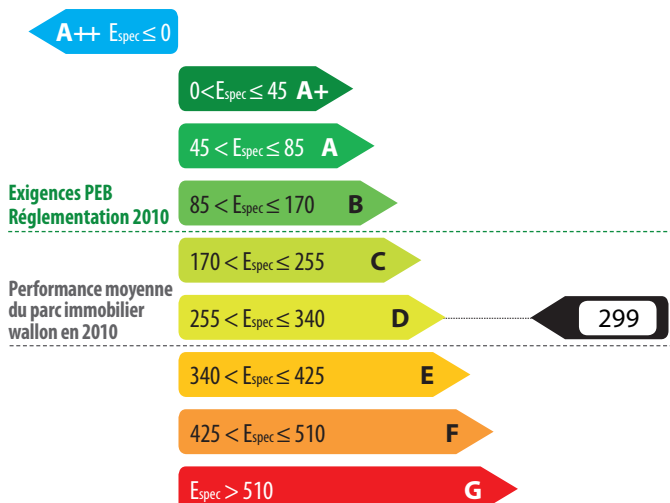 A++ Espec ≤ 0
0 < Espec ≤ 45 A+
45 < Espec ≤ 85 A
Exigences PEB
Réglementation 2010
85 < Espec ≤ 170 B
170 < Espec ≤ 255 C
Performance moyenne
du parc immobilier
wallon en 2010
255 < Espec ≤ 340 D
299
340 < Espec ≤ 425 E
425 < Espec ≤ 510 F
Espec > 510 G